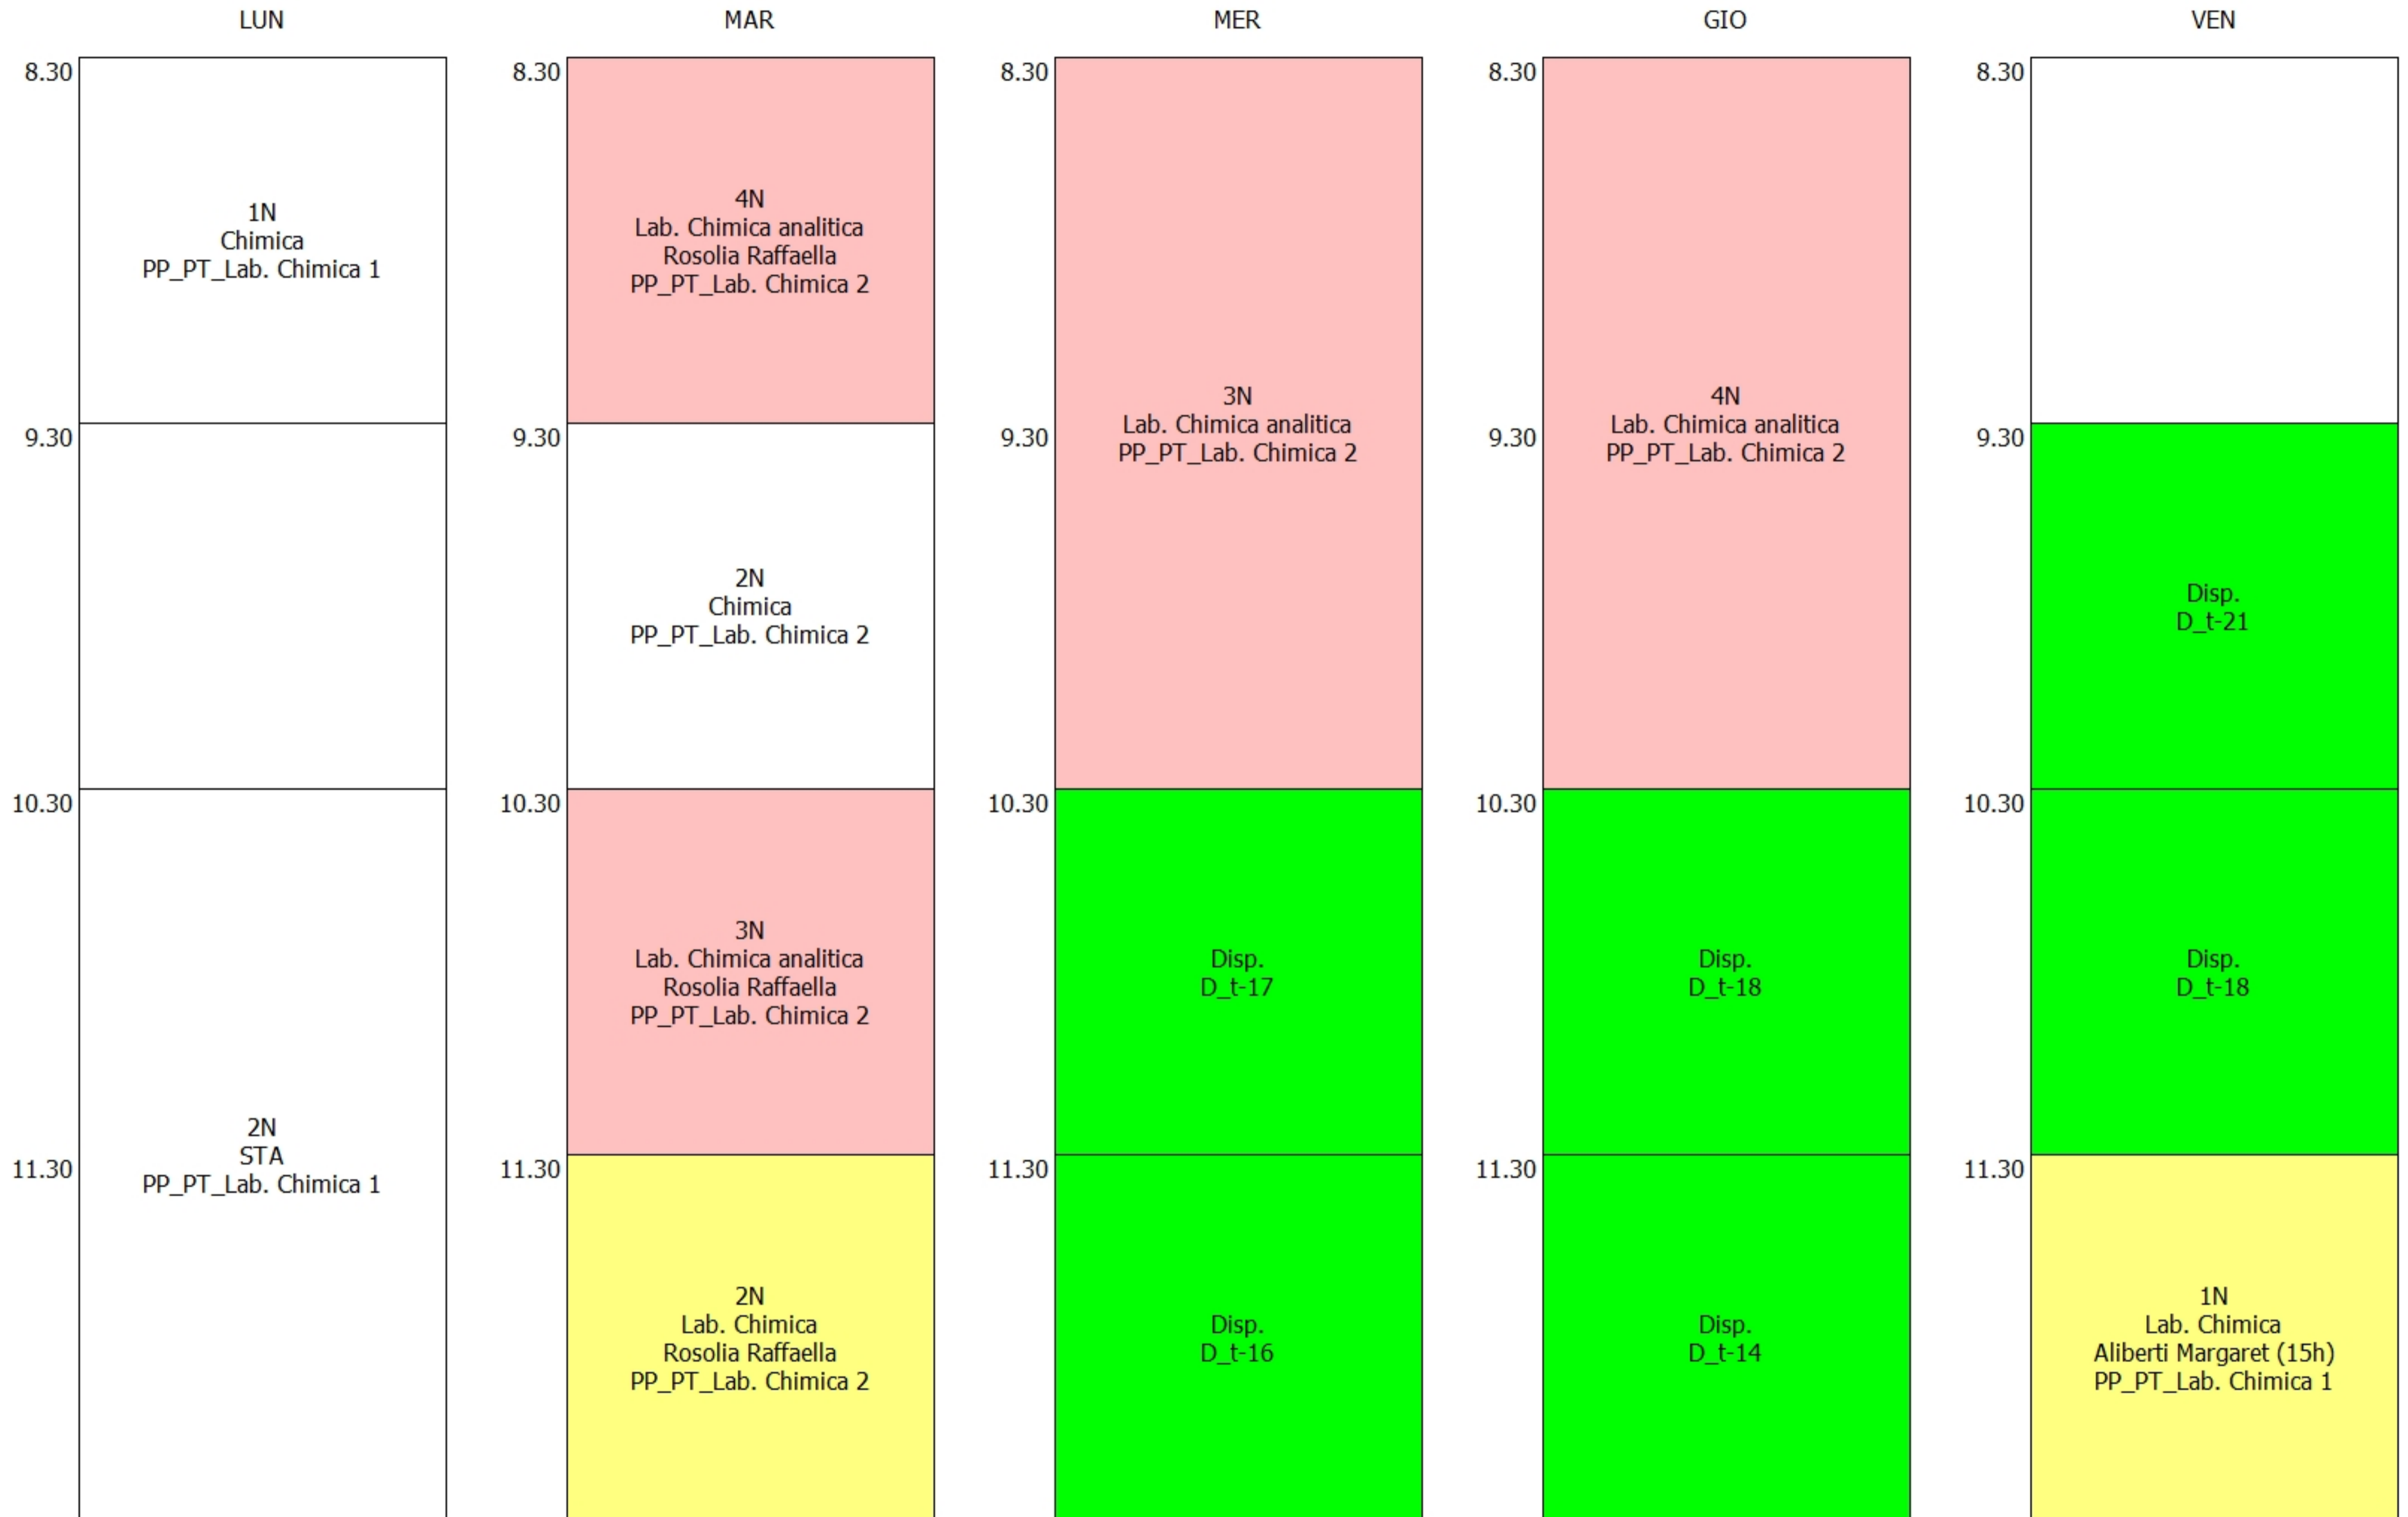 LUN
8.30
1N
Chimica
PP_PT_Lab. Chimica 1
9.30
10.30
2N
STA
PP_PT_Lab. Chimica 1
11.30
MAR
8.30
4N
Lab. Chimica analitica
Rosolia Raffaella
PP_PT_Lab. Chimica 2
9.30
2N
Chimica
PP_PT_Lab. Chimica 2
10.30
3N
Lab. Chimica analitica
Rosolia Raffaella
PP_PT_Lab. Chimica 2
11.30
2N
Lab. Chimica
Rosolia Raffaella
PP_PT_Lab. Chimica 2
MER
8.30
3N
Lab. Chimica analitica
PP_PT_Lab. Chimica 2
9.30
10.30
Disp.
D_t-17
11.30
Disp.
D_t-16
GIO
8.30
4N
Lab. Chimica analitica
PP_PT_Lab. Chimica 2
9.30
10.30
Disp.
D_t-18
11.30
Disp.
D_t-14
VEN
8.30
9.30
Disp.
D_t-21
10.30
Disp.
D_t-18
11.30
1N
Lab. Chimica
Aliberti Margaret (15h)
PP_PT_Lab. Chimica 1